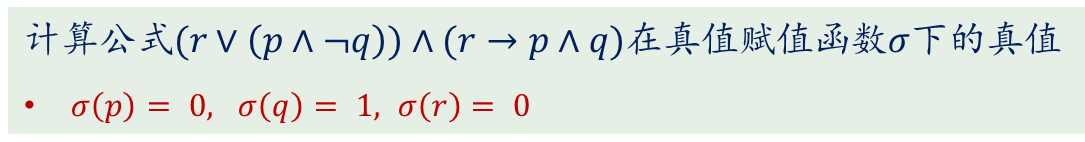 计算公式(𝑟 ∨ (𝑝 ∧ ¬𝑞)) ∧ (𝑟 → 𝑝 ∧ 𝑞)在真值赋值函数𝜎下的真值
• 𝜎(𝑝) = 0, 𝜎(𝑞) = 1, 𝜎(𝑟) = 0